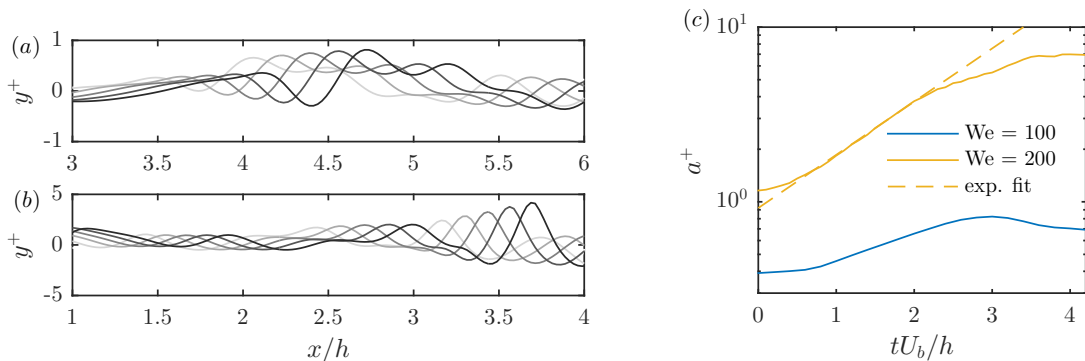 (a)
1
0
-1
y⁺
3 3.5 4 4.5 5 5.5 6
(b)
5
0
-5
y⁺
1 1.5 2 2.5 3 3.5 4
x/h
(c)
10¹
10⁰
a⁺
We = 100
We = 200
exp. fit
0 1 2 3 4
tU_b/h